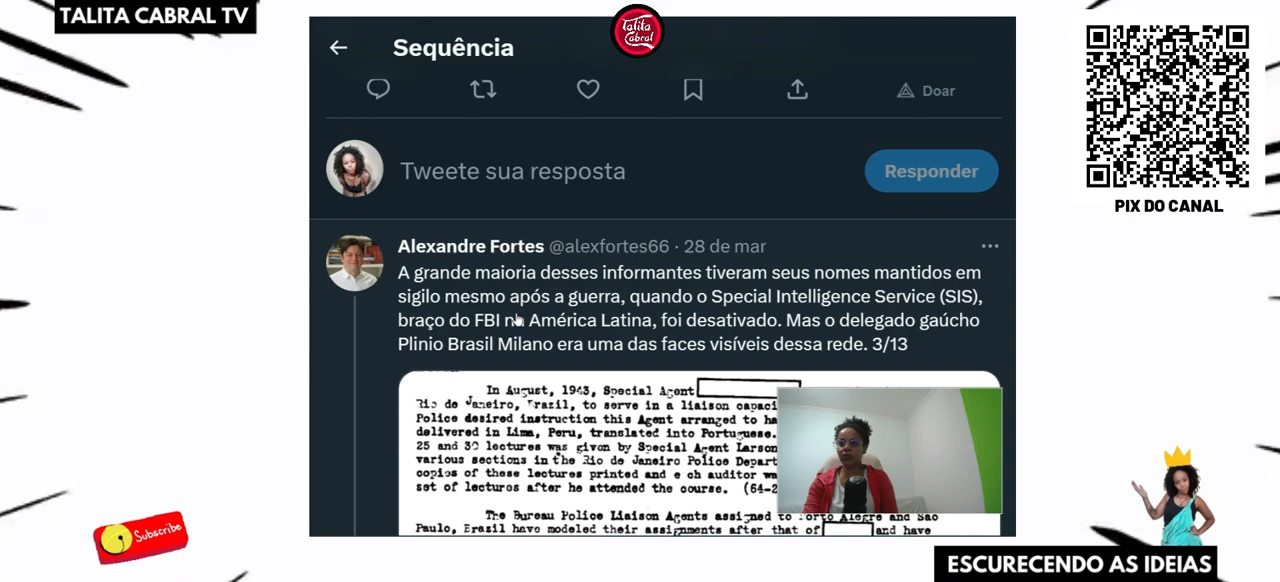 TALITA CABRAL TV
Talita
Cabral
Sequência
Doar
Tweete sua resposta
Responder
PIX DO CANAL
Alexandre Fortes @alexfortes66 · 28 de mar
A grande maioria desses informantes tiveram seus nomes mantidos em
sigilo mesmo após a guerra, quando o Special Intelligence Service (SIS),
braço do FBI na América Latina, foi desativado. Mas o delegado gaúcho
Plinio Brasil Milano era uma das faces visíveis dessa rede. 3/13
In August, 1943, Special Agent
Rio de Janeiro, Brazil, to serve in a liaison
Police desired instruction this Agent arranged to
delivered in Lima, Peru, translated into Portuguese.
25 and 30 lectures was given by Special Agent Larson
various sections in the Rio de Janeiro Police
copies of these lectures printed and each auditor
set of lectures after he attended the course.
The Bureau Police Liaison Agents assigned to Porto Alegre and Sao
Paulo, Brazil have modeled their assignments after that of and have
Subscribe
ESCURECENDO AS IDEIAS